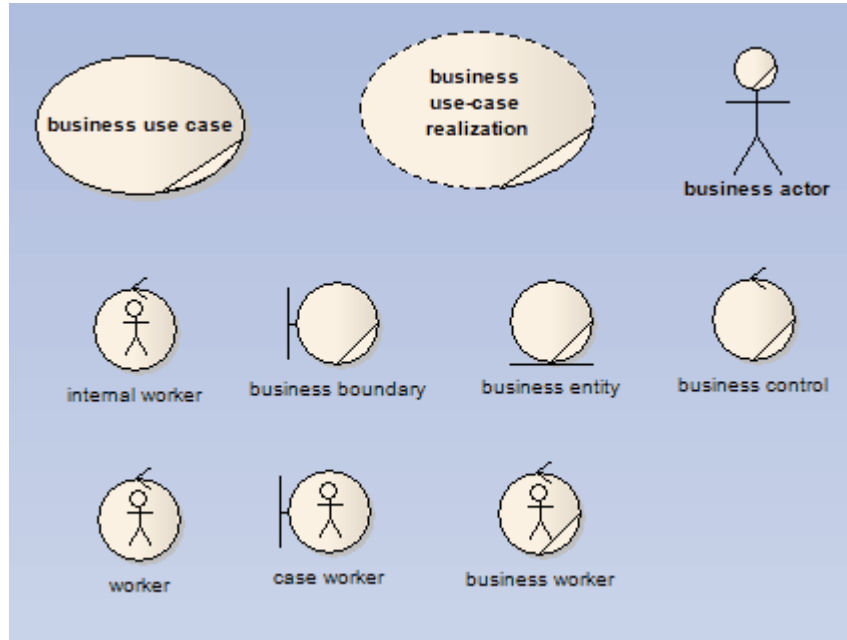 business use case
business
use-case
realization
business actor
internal worker
business boundary
business entity
business control
worker
case worker
business worker